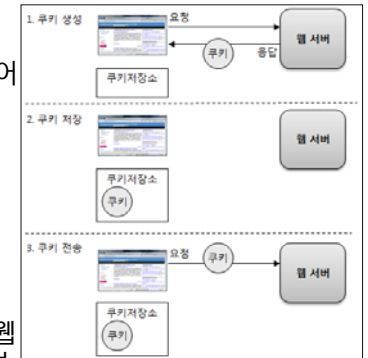 1. 쿠키 생성
요청
쿠키
응답
웹 서버
쿠키저장소
어
2. 쿠키 저장
웹 서버
쿠키저장소
쿠키
3. 쿠키 전송
요청
쿠키
웹 서버
쿠키저장소
쿠키
웹